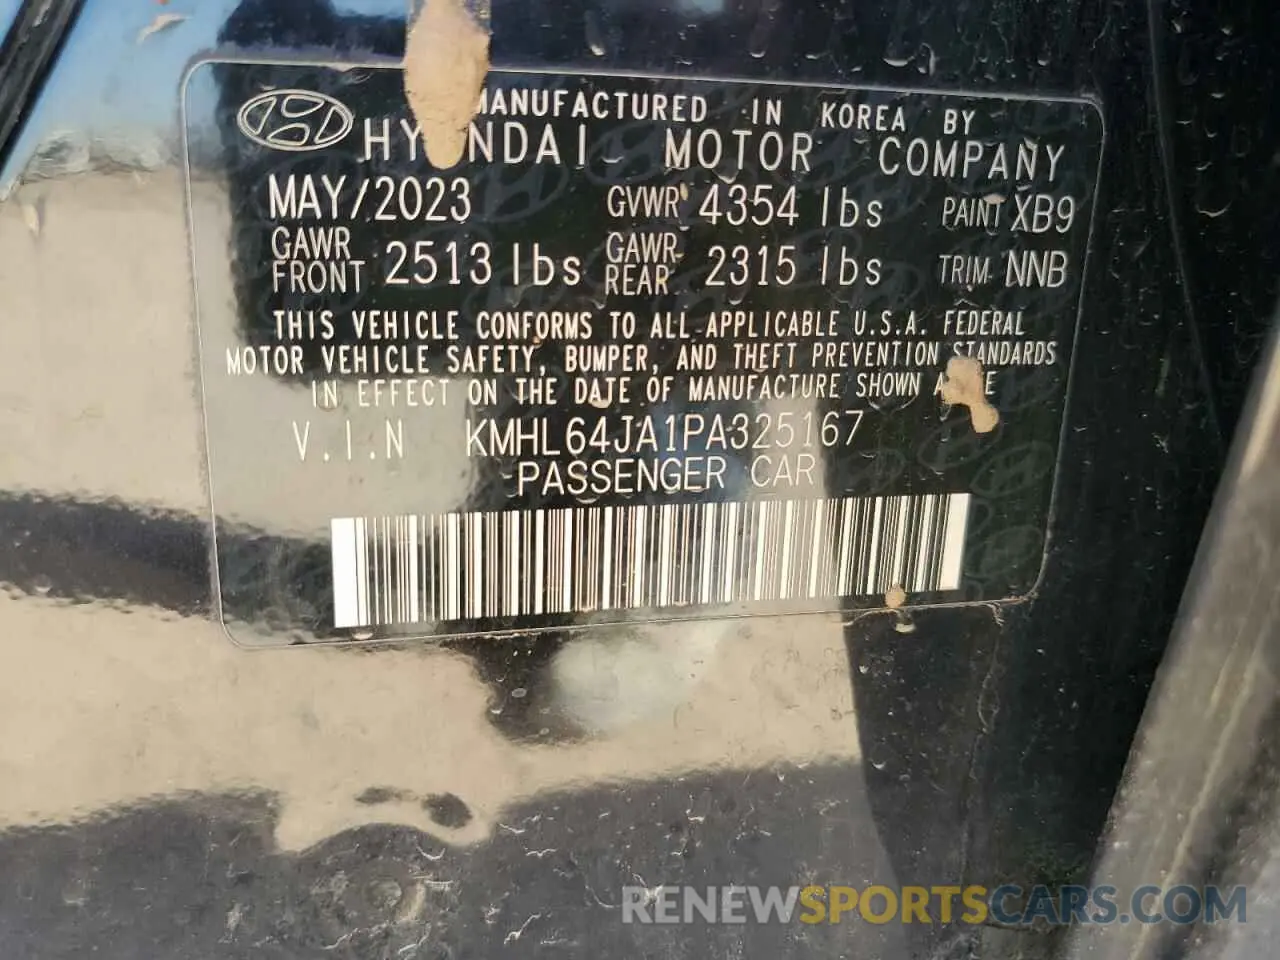 MANUFACTURED IN KOREA BY
HYUNDAI MOTOR COMPANY
MAY/2023 GVWR 4354 lbs PAINT XB9
GAWR FRONT 2513 lbs GAWR REAR 2315 lbs TRIM NNB
THIS VEHICLE CONFORMS TO ALL APPLICABLE U.S.A. FEDERAL
MOTOR VEHICLE SAFETY, BUMPER, AND THEFT PREVENTION STANDARDS
IN EFFECT ON THE DATE OF MANUFACTURE SHOWN ABOVE
V.I.N KMHL64JA1PA325167
PASSENGER CAR
RENEWSPORTSCARS.COM